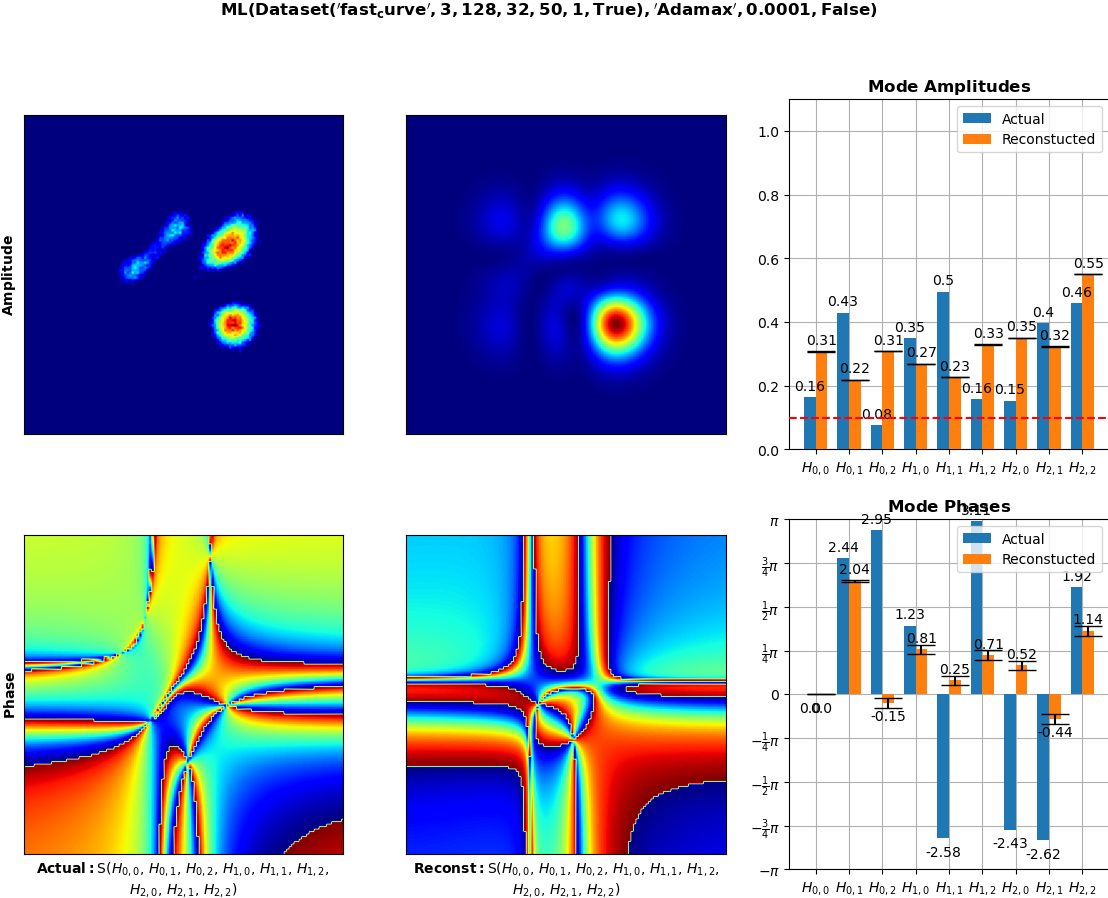 ML(Dataset('fast_curve', 3, 128, 32, 50, 1, True), 'Adamax', 0.0001, False)
Mode Amplitudes
Actual
Reconstucted
Amplitude
1.0
0.8
0.6
0.4
0.2
0.0
0.16 0.31 0.43 0.22 0.08 0.31 0.35 0.27 0.5 0.23 0.16 0.33 0.15 0.35 0.4 0.32 0.46 0.55
H0,0 H0,1 H0,2 H1,0 H1,1 H1,2 H2,0 H2,1 H2,2
Mode Phases
Actual
Reconstucted
Phase
π
3/4π
1/2π
1/4π
0
−1/4π
−1/2π
−3/4π
−π
0.0 0.0 2.44 2.04 2.95 -0.15 1.23 0.81 -2.58 0.25 3.11 0.71 -2.43 0.52 -2.62 -0.44 1.92 1.14
H0,0 H0,1 H0,2 H1,0 H1,1 H1,2 H2,0 H2,1 H2,2
Actual: S(H0,0, H0,1, H0,2, H1,0, H1,1, H1,2,
H2,0, H2,1, H2,2)
Reconst: S(H0,0, H0,1, H0,2, H1,0, H1,1, H1,2,
H2,0, H2,1, H2,2)